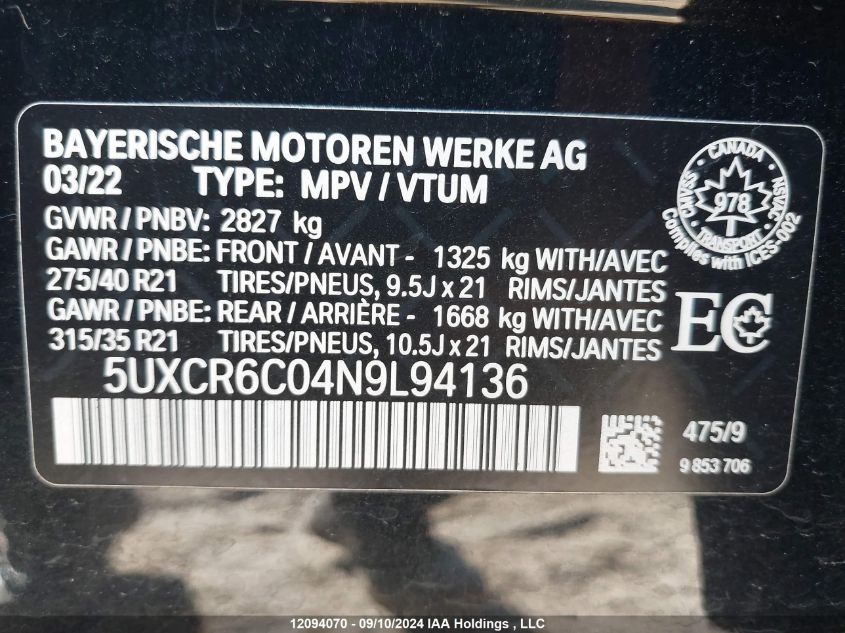 BAYERISCHE MOTOREN WERKE AG
03/22 TYPE: MPV / VTUM
GVWR / PNBV: 2827 kg
GAWR / PNBE: FRONT / AVANT - 1325 kg WITH/AVEC
275/40 R21 TIRES/PNEUS, 9.5J x 21 RIMS/JANTES
GAWR / PNBE: REAR / ARRIÈRE - 1668 kg WITH/AVEC
315/35 R21 TIRES/PNEUS, 10.5J x 21 RIMS/JANTES
5UXCR6C04N9L94136
CANADA
CMVSS
NSVAC
978
TRANSPORT
Complies with ICES-002
EC
475/9
9 853 706
12094070 - 09/10/2024 IAA Holdings , LLC